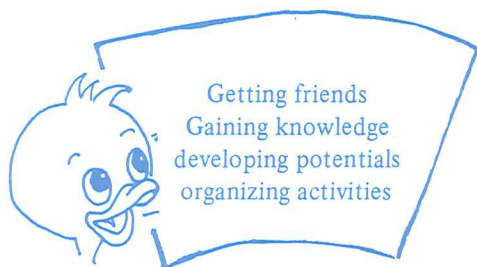 Getting friends
Gaining knowledge
developing potentials
organizing activities